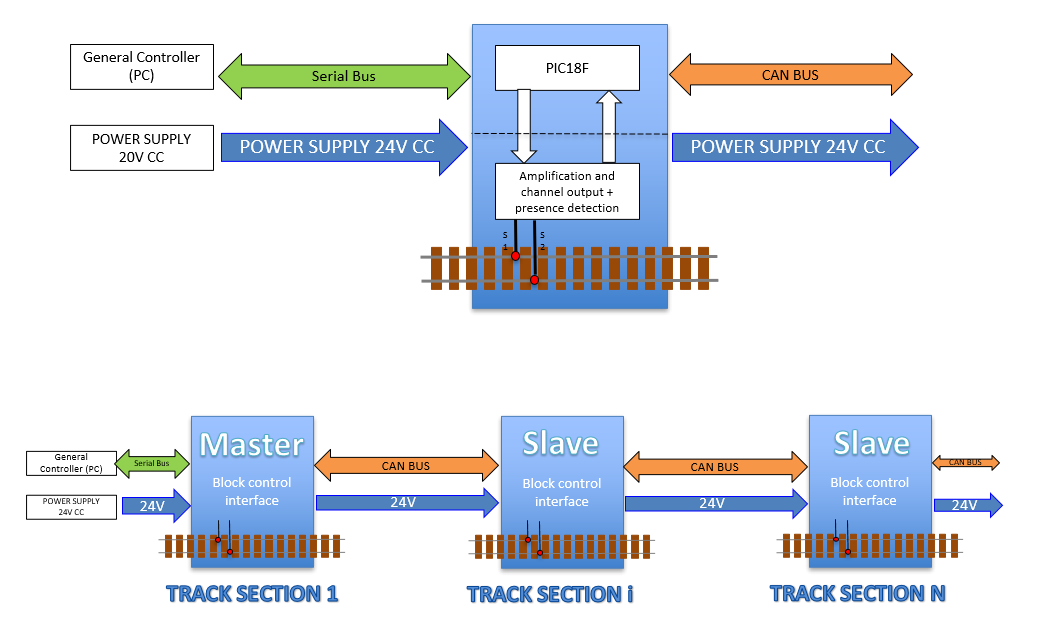 General Controller
(PC)
Serial Bus
PIC18F
CAN BUS
POWER SUPPLY
20V CC
POWER SUPPLY 24V CC
POWER SUPPLY 24V CC
Amplification and
channel output +
presence detection
S
1
S
2
General
Controller (PC)
Serial Bus
Master
CAN BUS
Slave
CAN BUS
Slave
CAN BUS
Block control
interface
Block control
interface
Block control
interface
POWER SUPPLY
24V CC
24V
24V
24V
24V
TRACK SECTION 1
TRACK SECTION i
TRACK SECTION N